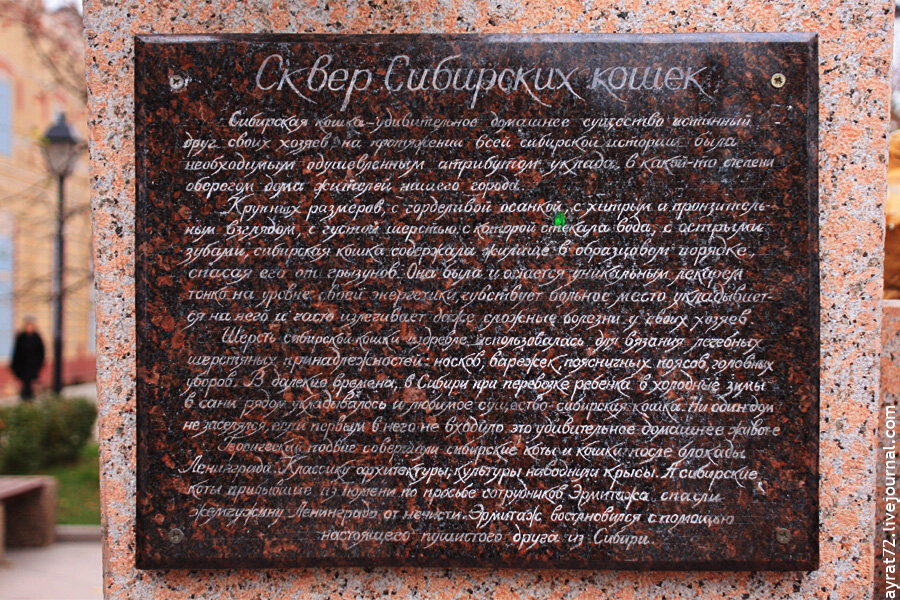 Сквер Сибирских кошек
Сибирская кошка-удивительное домашнее существо истинный
друг своих хозяев на протяжении всей сибирской истории была
необходимым одушевленным атрибутом уклада, в какой-то степени
оберегом дома жителей нашего города.
Крупных размеров, с горделивой осанкой, с хитрым и пронзитель-
ным взглядом, с густой шерстью, с которой стекала вода, с острыми
зубами, сибирская кошка содержала жилище в образцовом порядке,
спасая его от грызунов. Она была и остается уникальным лекарем
тонко на уровне своей энергетики чувствует больное место укладывает-
ся на него и часто излечивает даже сложные болезни у своих хозяев
Шерсть сибирской кошки издревле использовалась для вязания лечебных
шерстяных принадлежностей: носков, варежек, поясничных поясов, головных
уборов. В далекие времена, в Сибири при перевозке ребенка в холодные зимы
в сани рядом укладывалось и любимое существо-сибирская кошка. Ни один дом
не заселялся, если первым в него не входило это удивительное домашнее живот-е
Героический подвиг совершили сибирские коты и кошки после блокады
Ленинграда. Классику архитектуры, культуры наводнили крысы. А сибирские
коты прибывшие из Тюмени по просьбе сотрудников Эрмитажа спасли
жемчужину Ленинграда от нечисти. Эрмитаж восстановился с помощью
настоящего пушистого друга из Сибири.
ayrat72.livejournal.com